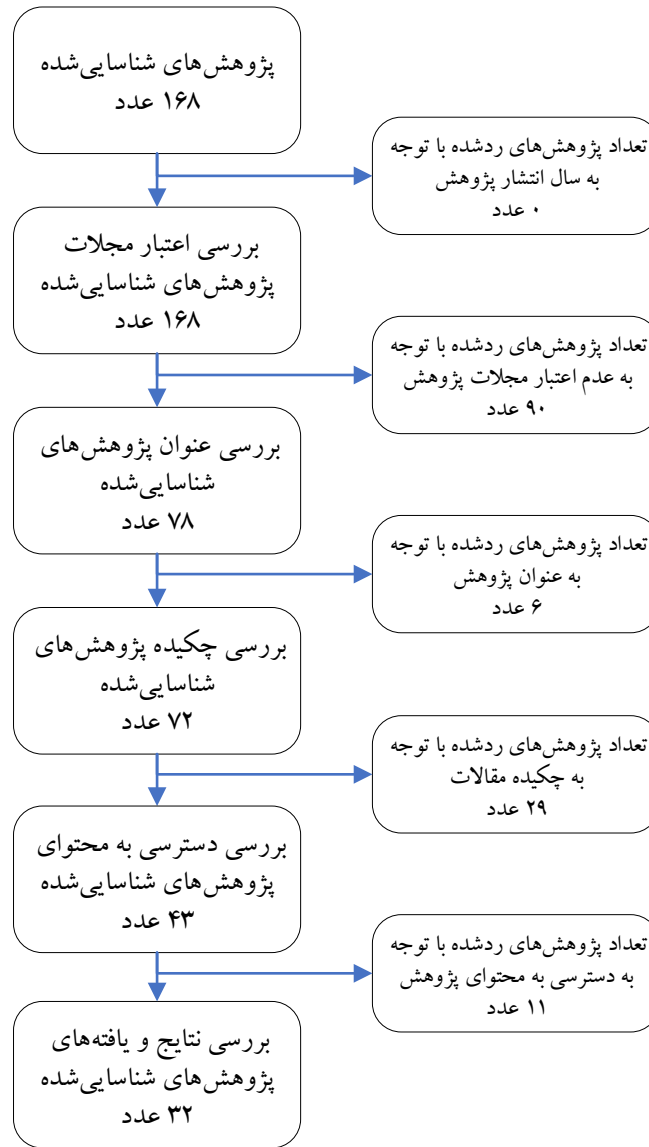 پژوهش‌های شناسایی‌شده
۱۶۸ عدد
تعداد پژوهش‌های ردشده با توجه
به سال انتشار پژوهش
۰ عدد
بررسی اعتبار مجلات
پژوهش‌های شناسایی‌شده
۱۶۸ عدد
تعداد پژوهش‌های ردشده با توجه
به عدم اعتبار مجلات پژوهش
۹۰ عدد
بررسی عنوان پژوهش‌های
شناسایی‌شده
۷۸ عدد
تعداد پژوهش‌های ردشده با توجه
به عنوان پژوهش
۶ عدد
بررسی چکیده پژوهش‌های
شناسایی‌شده
۷۲ عدد
تعداد پژوهش‌های ردشده با توجه
به چکیده مقالات
۲۹ عدد
بررسی دسترسی به محتوای
پژوهش‌های شناسایی‌شده
۴۳ عدد
تعداد پژوهش‌های ردشده با توجه
به دسترسی به محتوای پژوهش
۱۱ عدد
بررسی نتایج و یافته‌های
پژوهش‌های شناسایی‌شده
۳۲ عدد